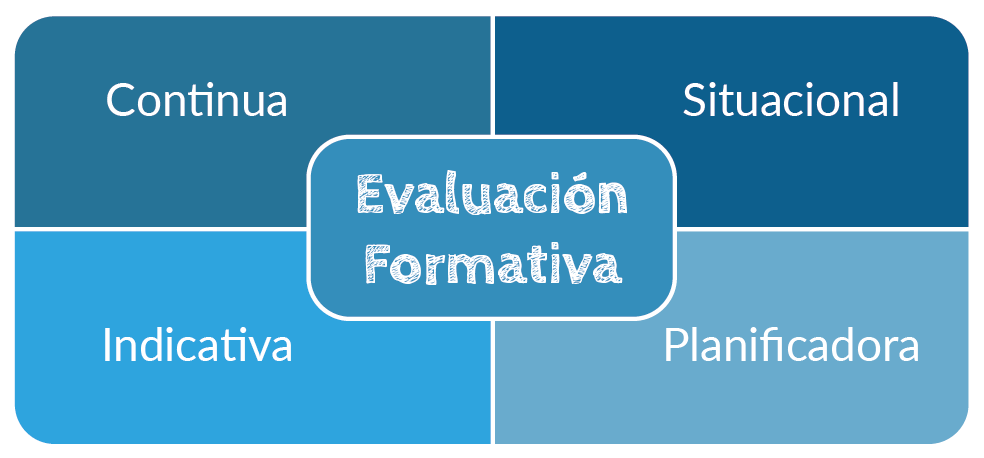 Continua
Situacional
Evaluación
Formativa
Indicativa
Planificadora